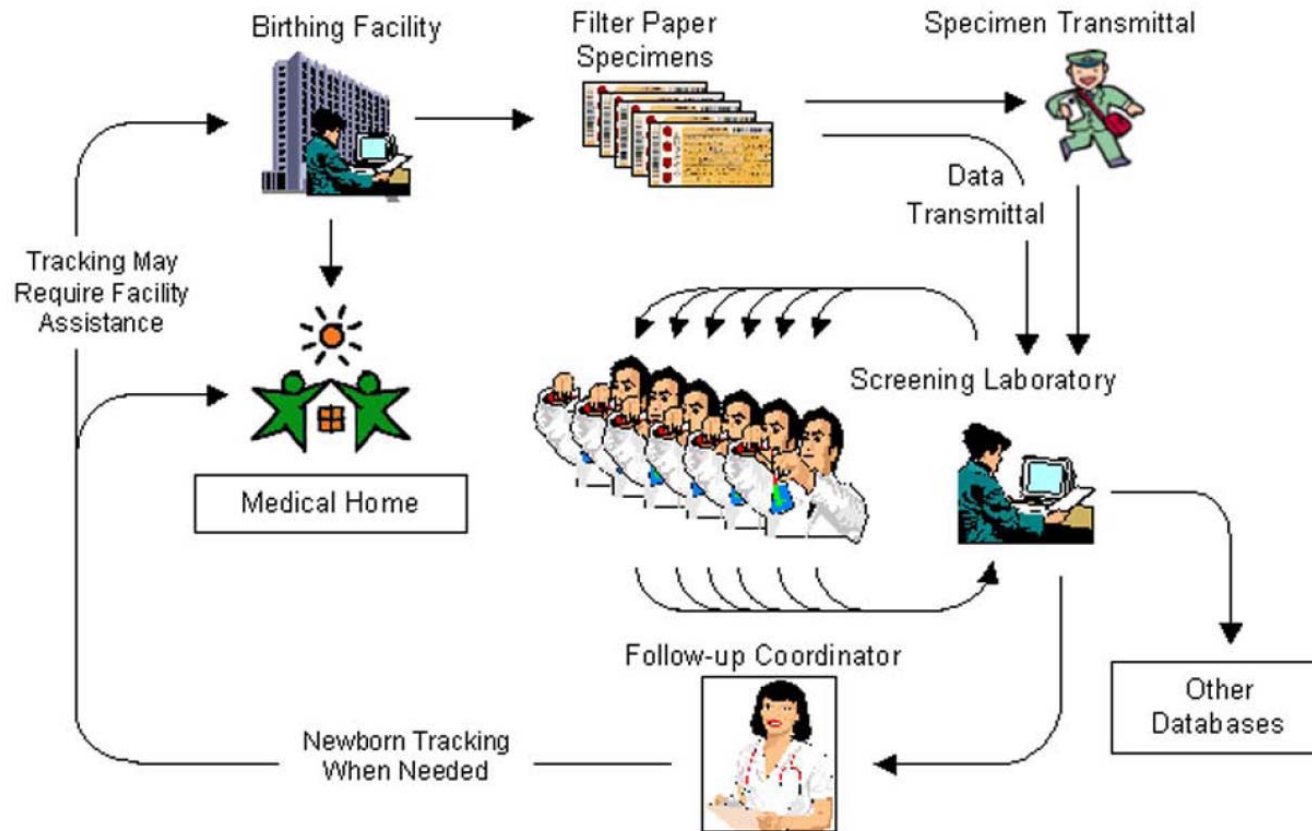 Birthing Facility
Filter Paper
Specimens
Specimen Transmittal
Data
Transmittal
Tracking May
Require Facility
Assistance
Screening Laboratory
Medical Home
Follow-up Coordinator
Other
Databases
Newborn Tracking
When Needed